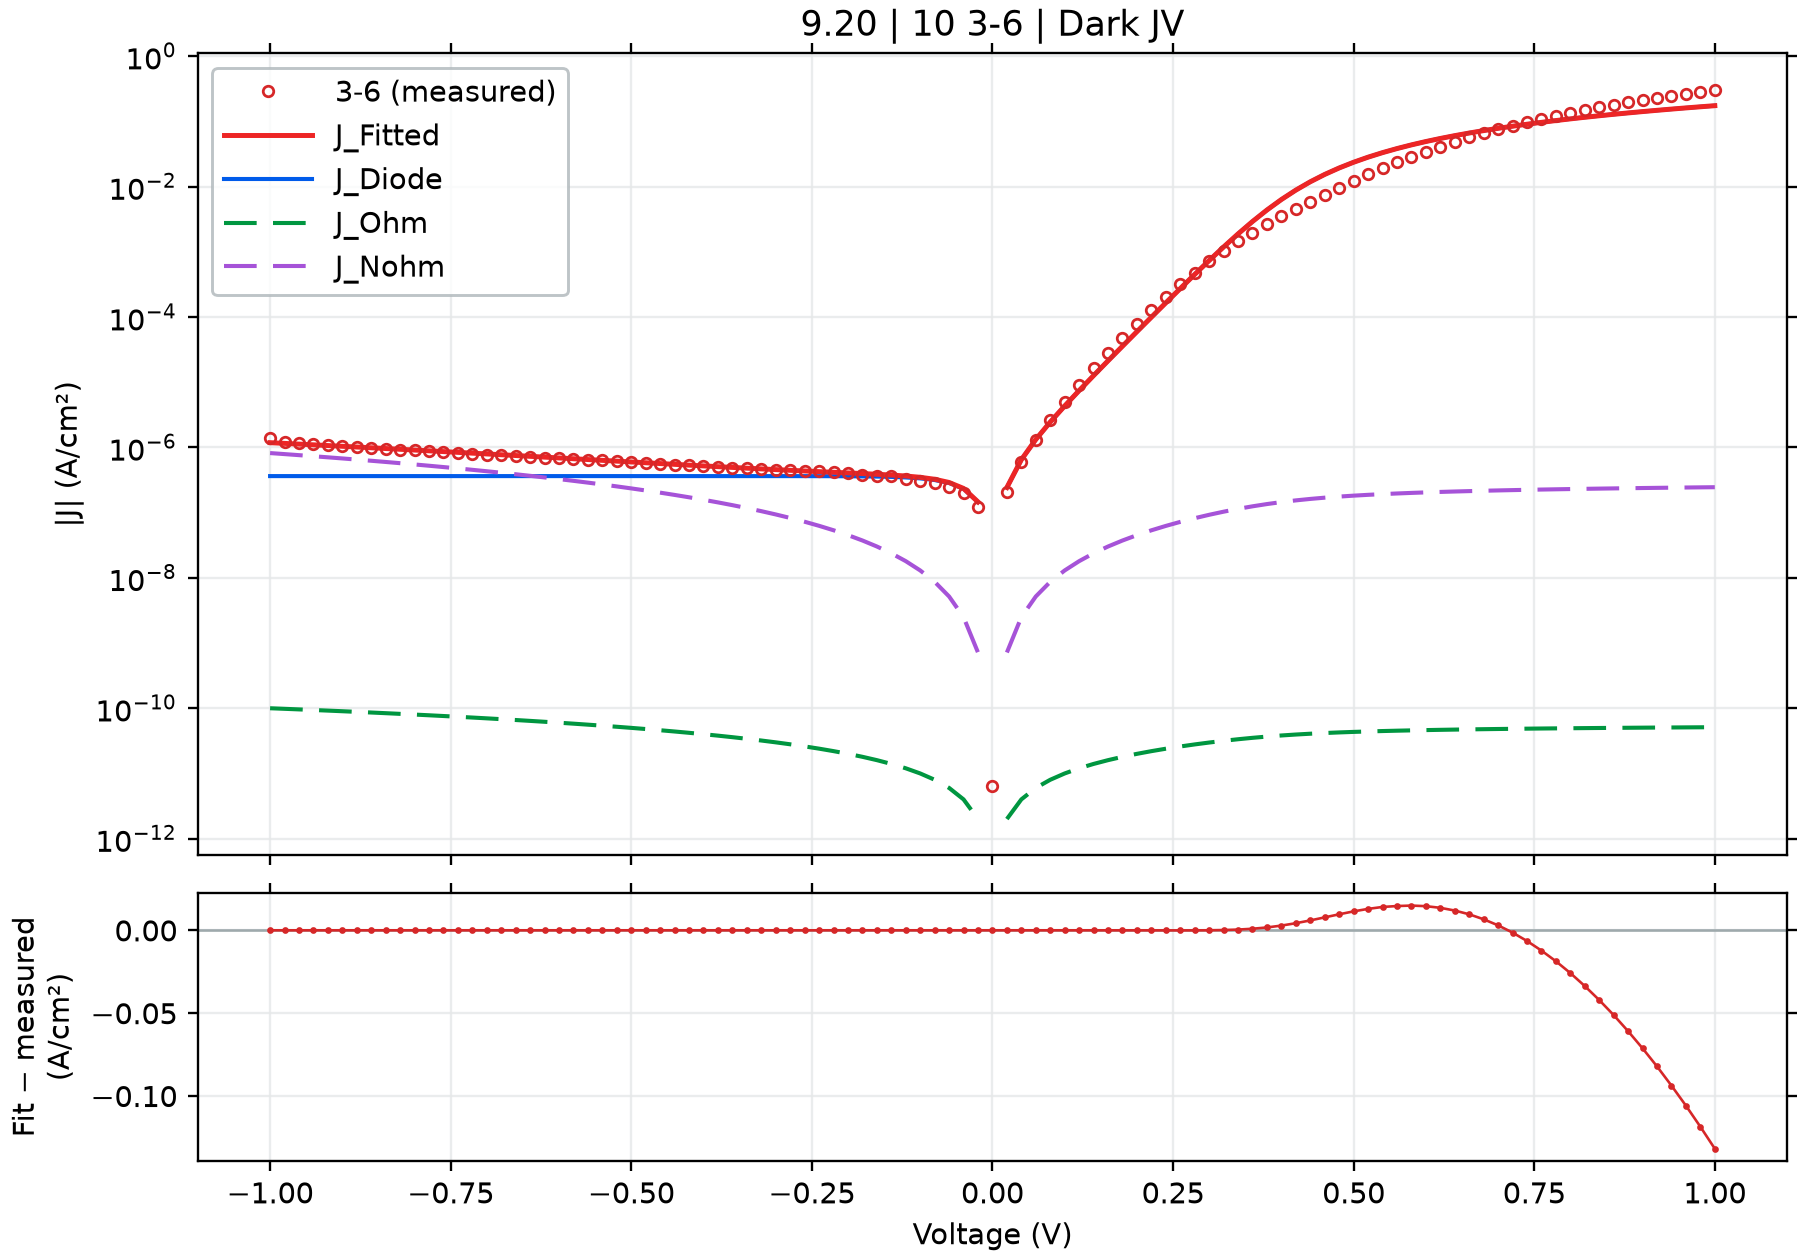 9.20 | 10 3-6 | Dark JV
3-6 (measured)
J_Fitted
J_Diode
J_Ohm
J_Nohm
|J| (A/cm²)
10⁰
10⁻²
10⁻⁴
10⁻⁶
10⁻⁸
10⁻¹⁰
10⁻¹²
Fit − measured
(A/cm²)
0.00
−0.05
−0.10
−1.00 −0.75 −0.50 −0.25 0.00 0.25 0.50 0.75 1.00
Voltage (V)